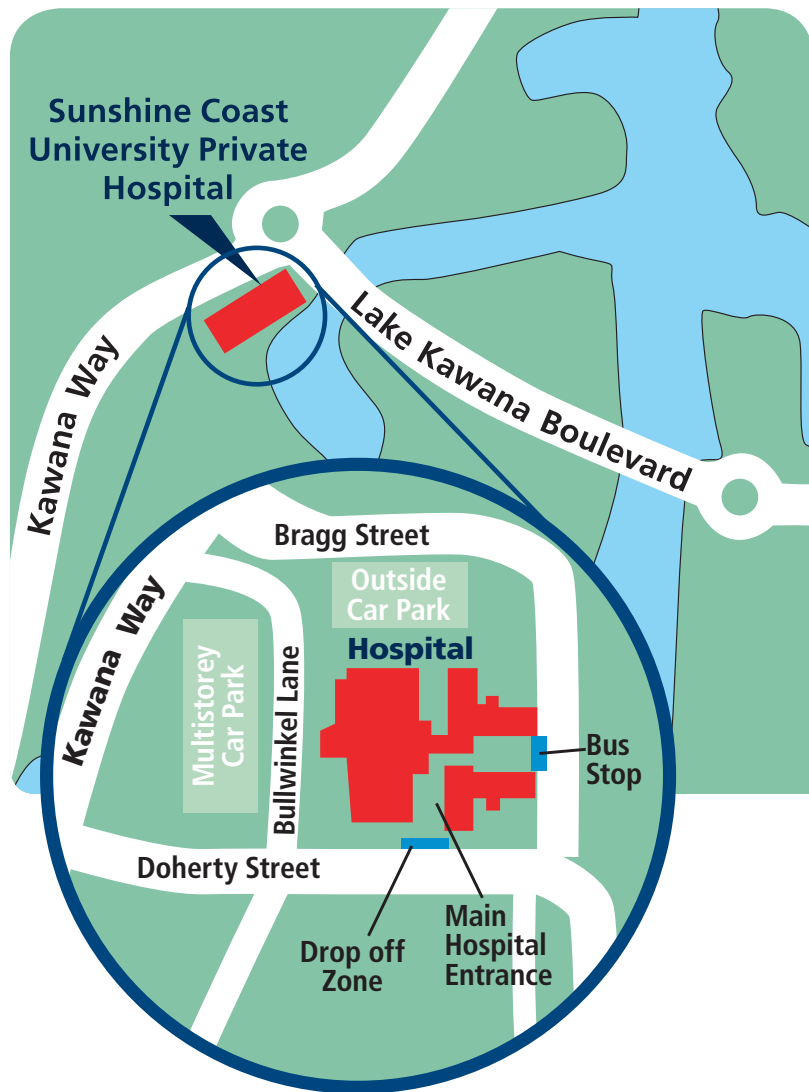 Sunshine Coast
University Private
Hospital
Kawana Way
Lake Kawana Boulevard
Bragg Street
Outside
Car Park
Hospital
Kawana Way
Multistorey
Car Park
Bullwinkel Lane
Bus
Stop
Doherty Street
Drop off
Zone
Main
Hospital
Entrance